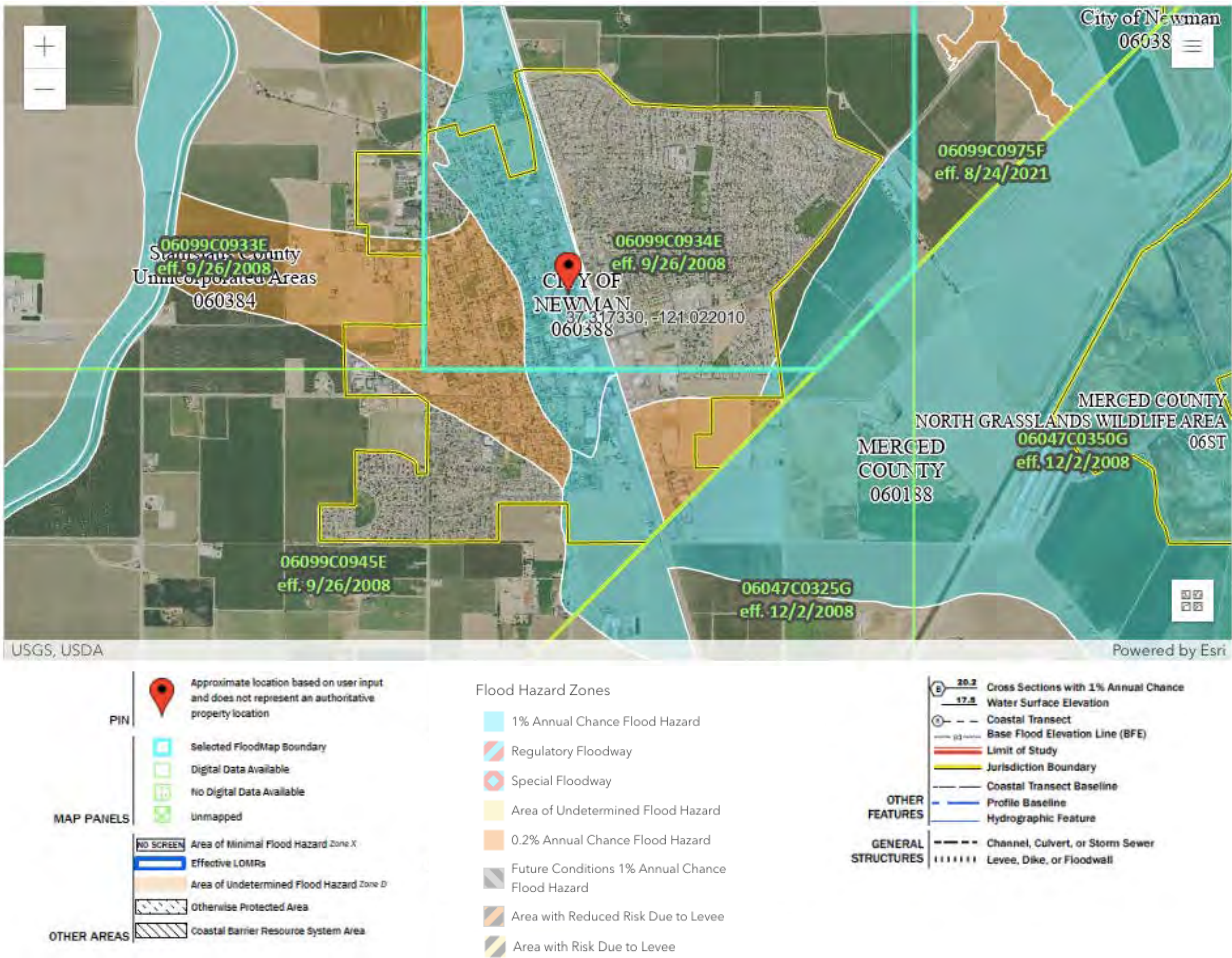 City of Newman
06038
06099C0975F
eff. 8/24/2021
06099C0933E
eff. 9/26/2008
Stanislaus County
Unincorporated Areas
060384
06099C0934E
eff. 9/26/2008
CITY OF
NEWMAN
37.317330, -121.022010
060388
MERCED COUNTY
NORTH GRASSLANDS WILDLIFE AREA
06ST
06047C0350G
eff. 12/2/2008
MERCED
COUNTY
060188
06099C0945E
eff. 9/26/2008
06047C0325G
eff. 12/2/2008
USGS, USDA
Powered by Esri
PIN
Approximate location based on user input
and does not represent an authoritative
property location
MAP PANELS
Selected FloodMap Boundary
Digital Data Available
No Digital Data Available
Unmapped
OTHER AREAS
NO SCREEN Area of Minimal Flood Hazard Zone X
Effective LOMRs
Area of Undetermined Flood Hazard Zone D
Otherwise Protected Area
Coastal Barrier Resource System Area
Flood Hazard Zones
1% Annual Chance Flood Hazard
Regulatory Floodway
Special Floodway
Area of Undetermined Flood Hazard
0.2% Annual Chance Flood Hazard
Future Conditions 1% Annual Chance
Flood Hazard
Area with Reduced Risk Due to Levee
Area with Risk Due to Levee
OTHER
FEATURES
B 20.2 Cross Sections with 1% Annual Chance
17.5 Water Surface Elevation
Coastal Transect
Base Flood Elevation Line (BFE)
Limit of Study
Jurisdiction Boundary
Coastal Transect Baseline
Profile Baseline
Hydrographic Feature
GENERAL
STRUCTURES
Channel, Culvert, or Storm Sewer
Levee, Dike, or Floodwall